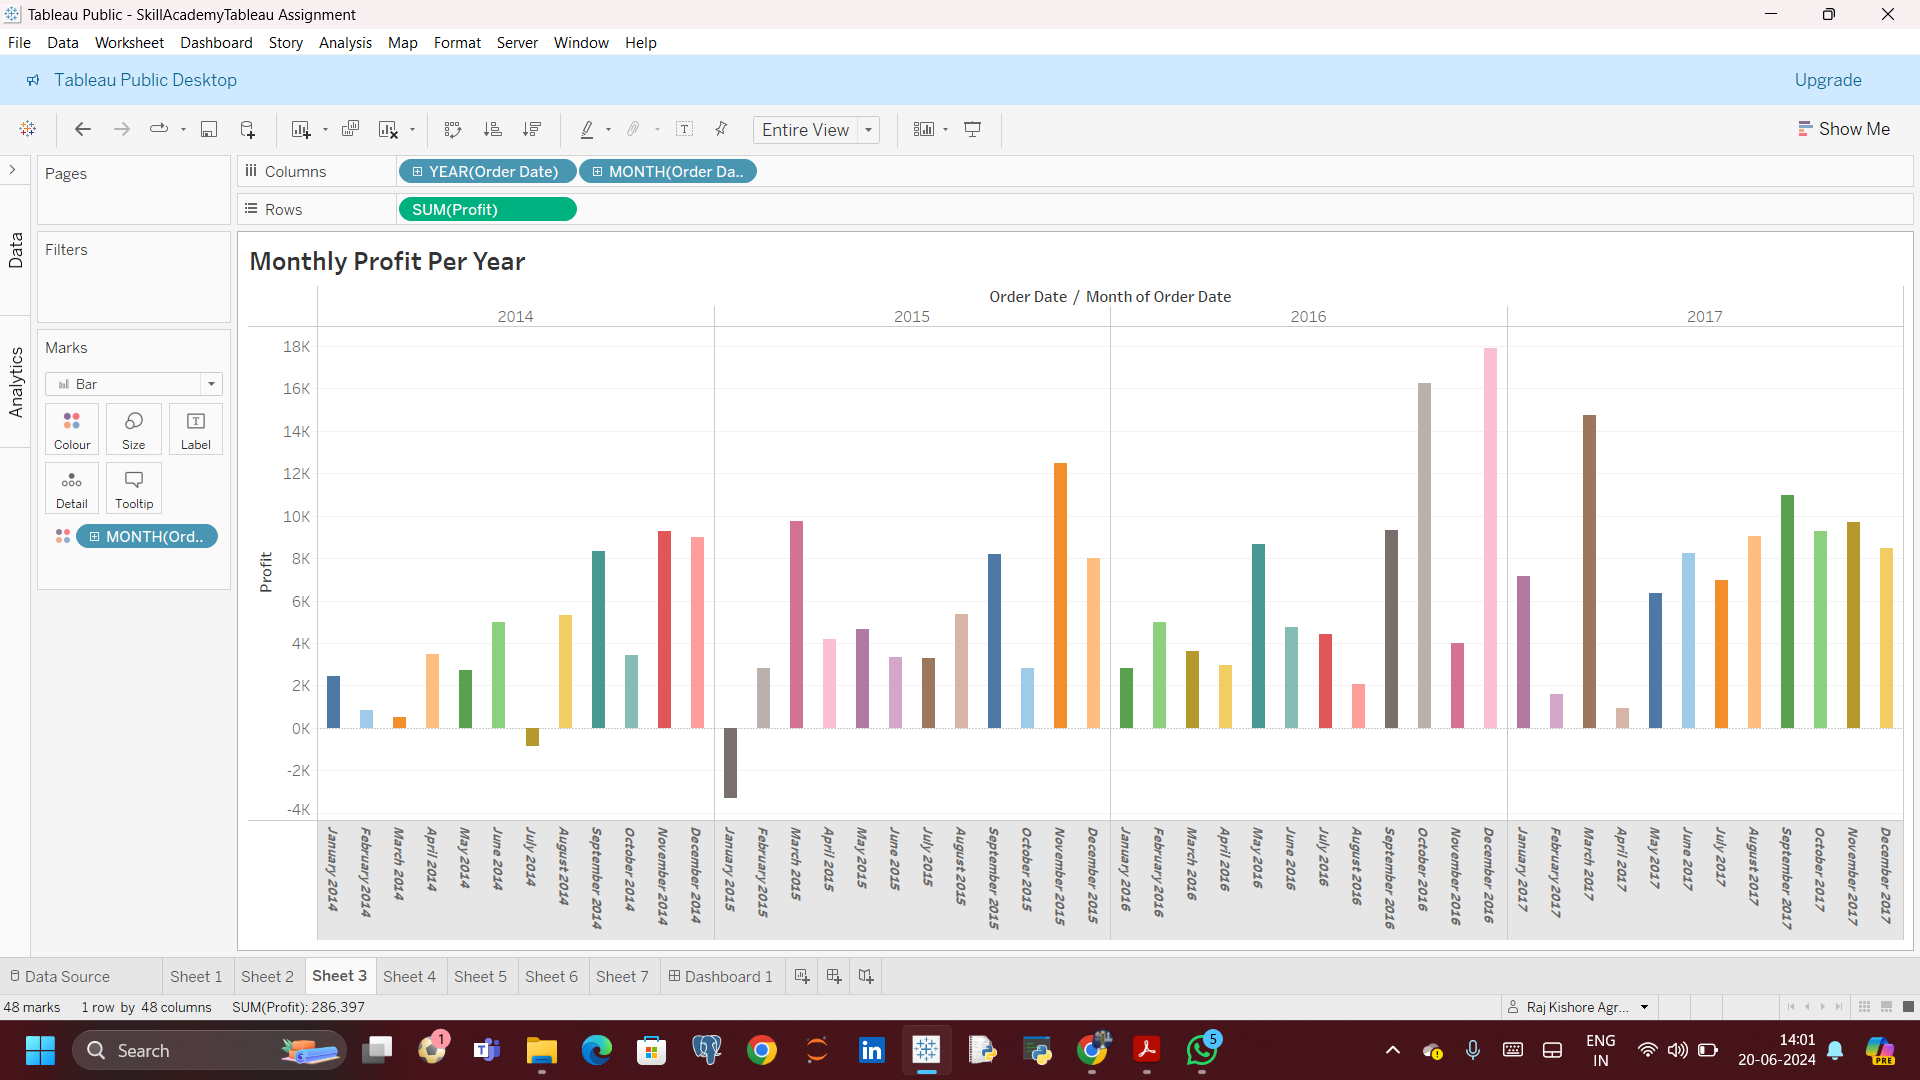 Tableau Public - SkillAcademyTableau Assignment
File Data Worksheet Dashboard Story Analysis Map Format Server Window Help
Tableau Public Desktop Upgrade
Entire View Show Me
Pages
Columns YEAR(Order Date) MONTH(Order Da..
Rows SUM(Profit)
Data
Analytics
Filters
Marks
Bar
Colour Size Label
Detail Tooltip
MONTH(Ord..
Monthly Profit Per Year
Order Date / Month of Order Date
2014 2015 2016 2017
Profit
18K
16K
14K
12K
10K
8K
6K
4K
2K
0K
-2K
-4K
January 2014
February 2014
March 2014
April 2014
May 2014
June 2014
July 2014
August 2014
September 2014
October 2014
November 2014
December 2014
January 2015
February 2015
March 2015
April 2015
May 2015
June 2015
July 2015
August 2015
September 2015
October 2015
November 2015
December 2015
January 2016
February 2016
March 2016
April 2016
May 2016
June 2016
July 2016
August 2016
September 2016
October 2016
November 2016
December 2016
January 2017
February 2017
March 2017
April 2017
May 2017
June 2017
July 2017
August 2017
September 2017
October 2017
November 2017
December 2017
Data Source Sheet 1 Sheet 2 Sheet 3 Sheet 4 Sheet 5 Sheet 6 Sheet 7 Dashboard 1
48 marks 1 row by 48 columns SUM(Profit): 286,397 Raj Kishore Agr...
Search 1 5 ENG 14:01
IN 20-06-2024 PRE